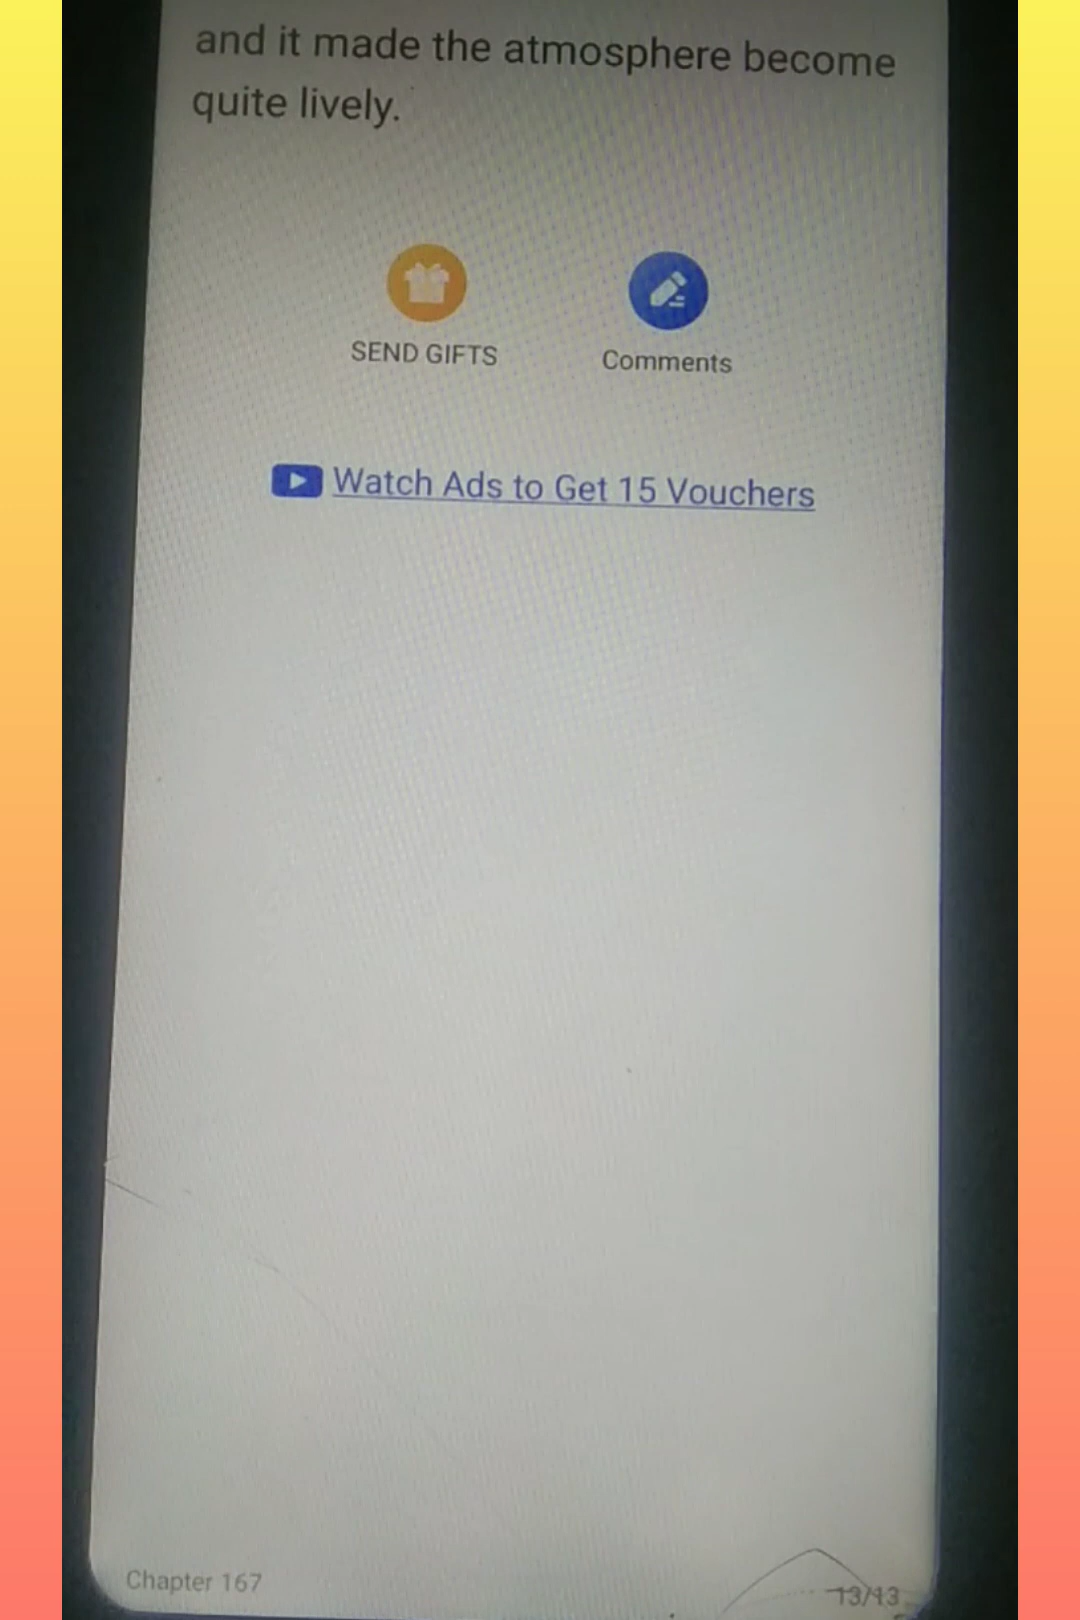 and it made the atmosphere become
quite lively.
SEND GIFTS
Comments
Watch Ads to Get 15 Vouchers
Chapter 167
13/13